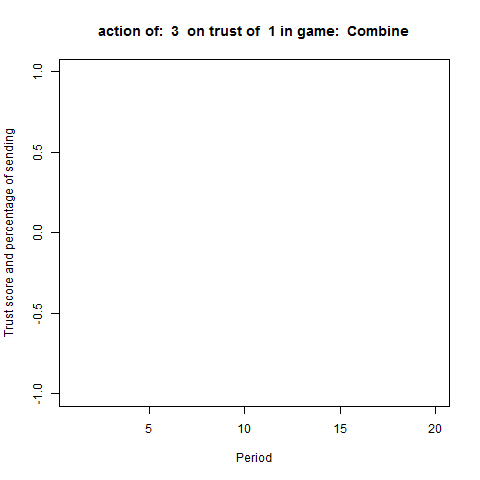 action of:  3  on trust of  1 in game:  Combine
Trust score and percentage of sending
1.0
0.5
0.0
-0.5
-1.0
5 10 15 20
Period